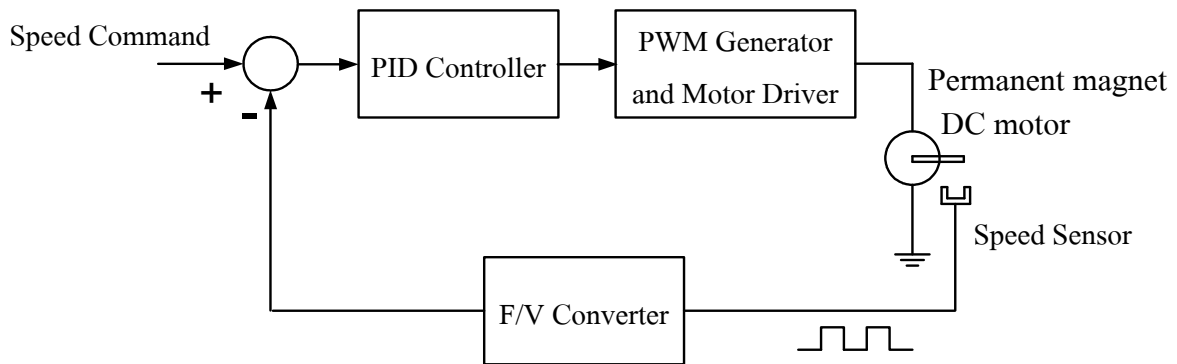 Speed Command
+
-
PID Controller
PWM Generator
and Motor Driver
Permanent magnet
DC motor
Speed Sensor
F/V Converter